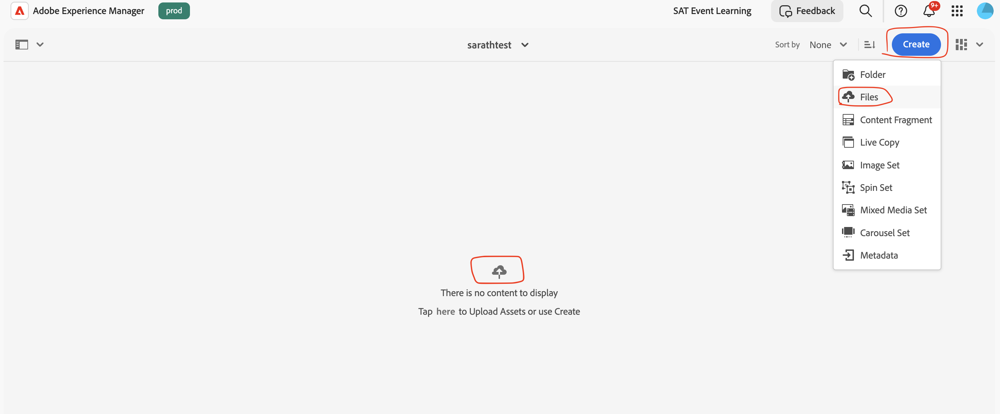 Adobe Experience Manager prod SAT Event Learning Feedback 9+
sarathtest Sort by None Create
Folder
Files
Content Fragment
Live Copy
Image Set
Spin Set
Mixed Media Set
Carousel Set
Metadata
There is no content to display
Tap here to Upload Assets or use Create